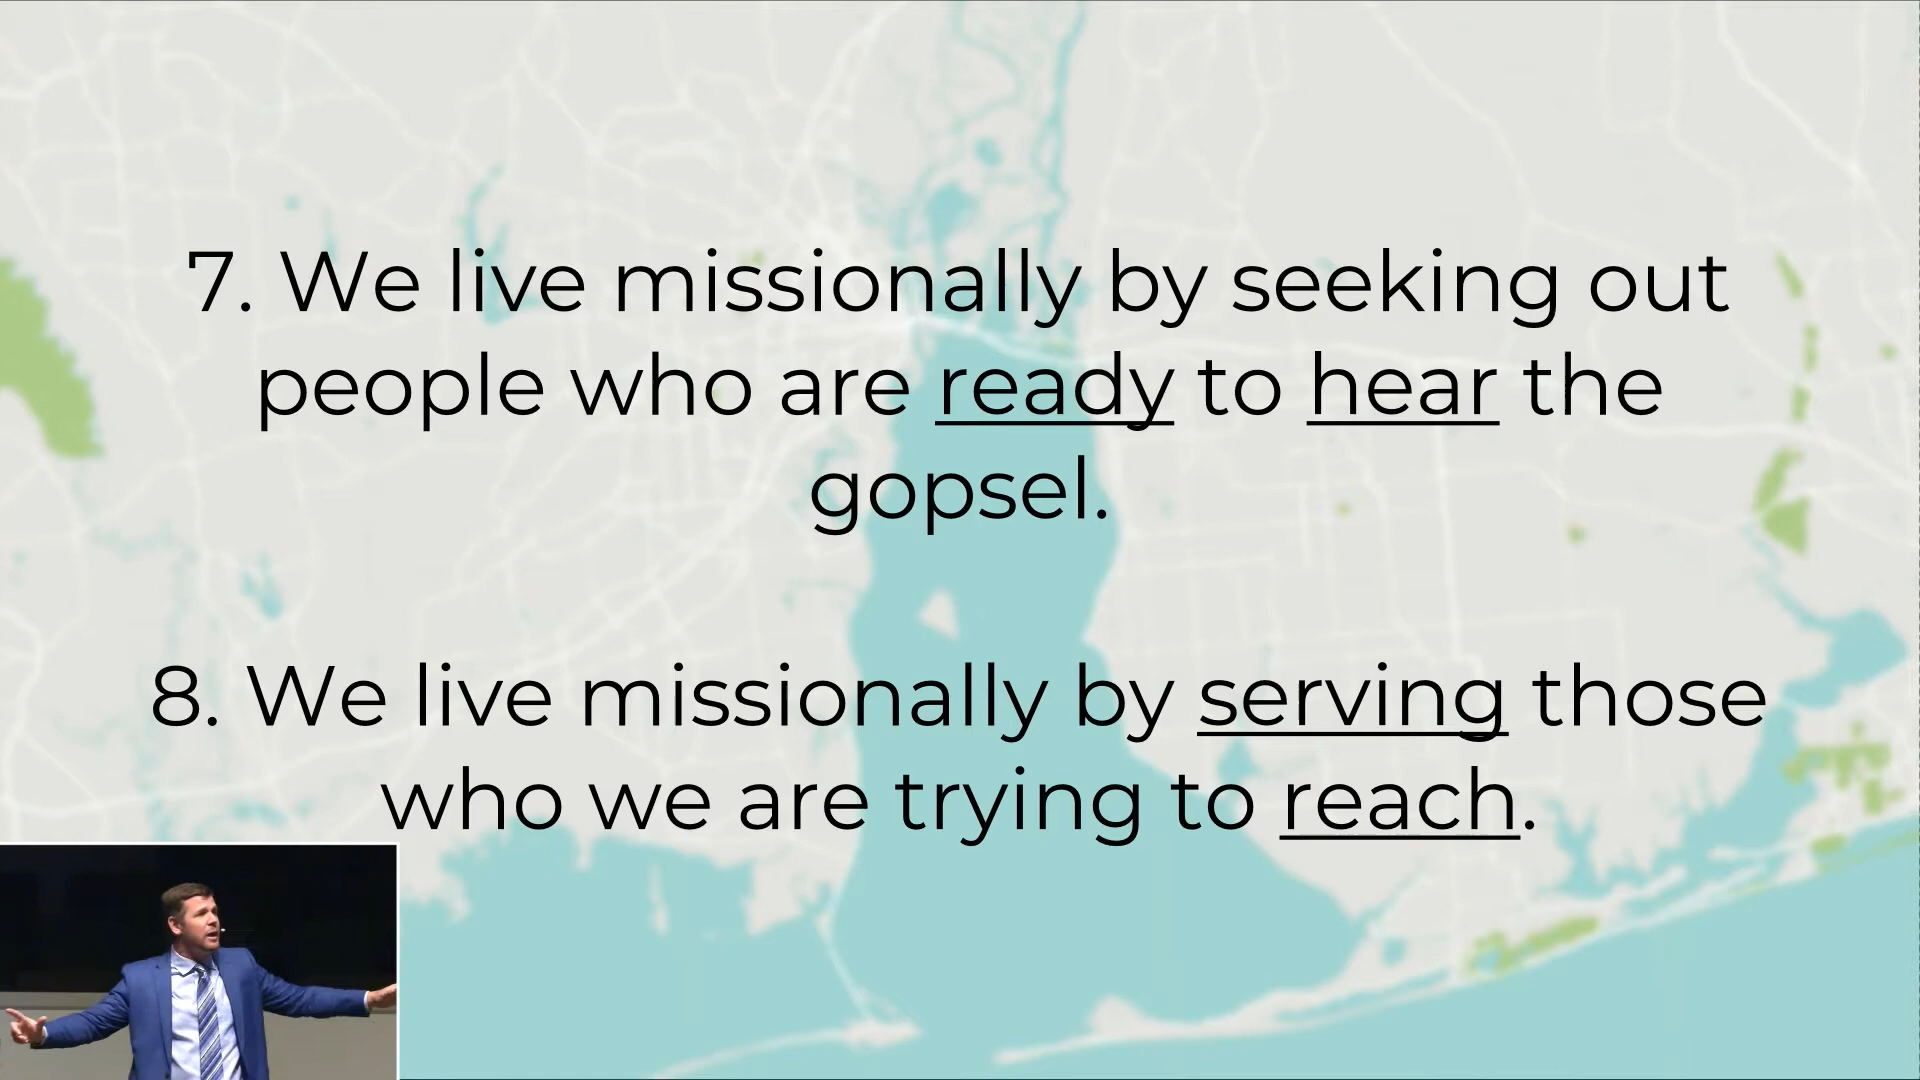 7. We live missionally by seeking out
people who are ready to hear the
gopsel.
8. We live missionally by serving those
who we are trying to reach.